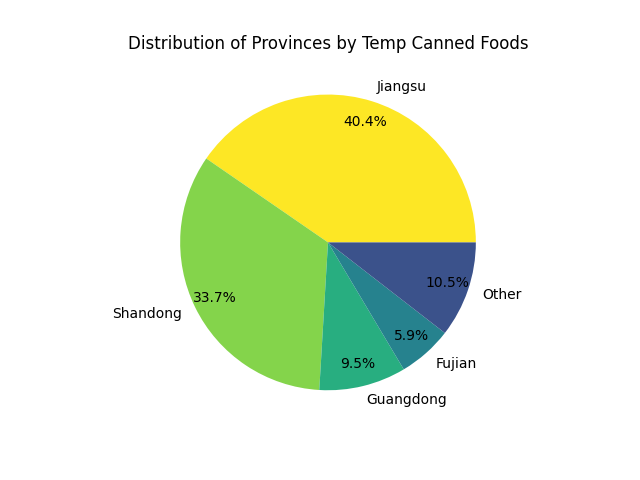 Distribution of Provinces by Temp Canned Foods
Jiangsu
40.4%
33.7%
Shandong
9.5%
Guangdong
5.9%
Fujian
10.5%
Other